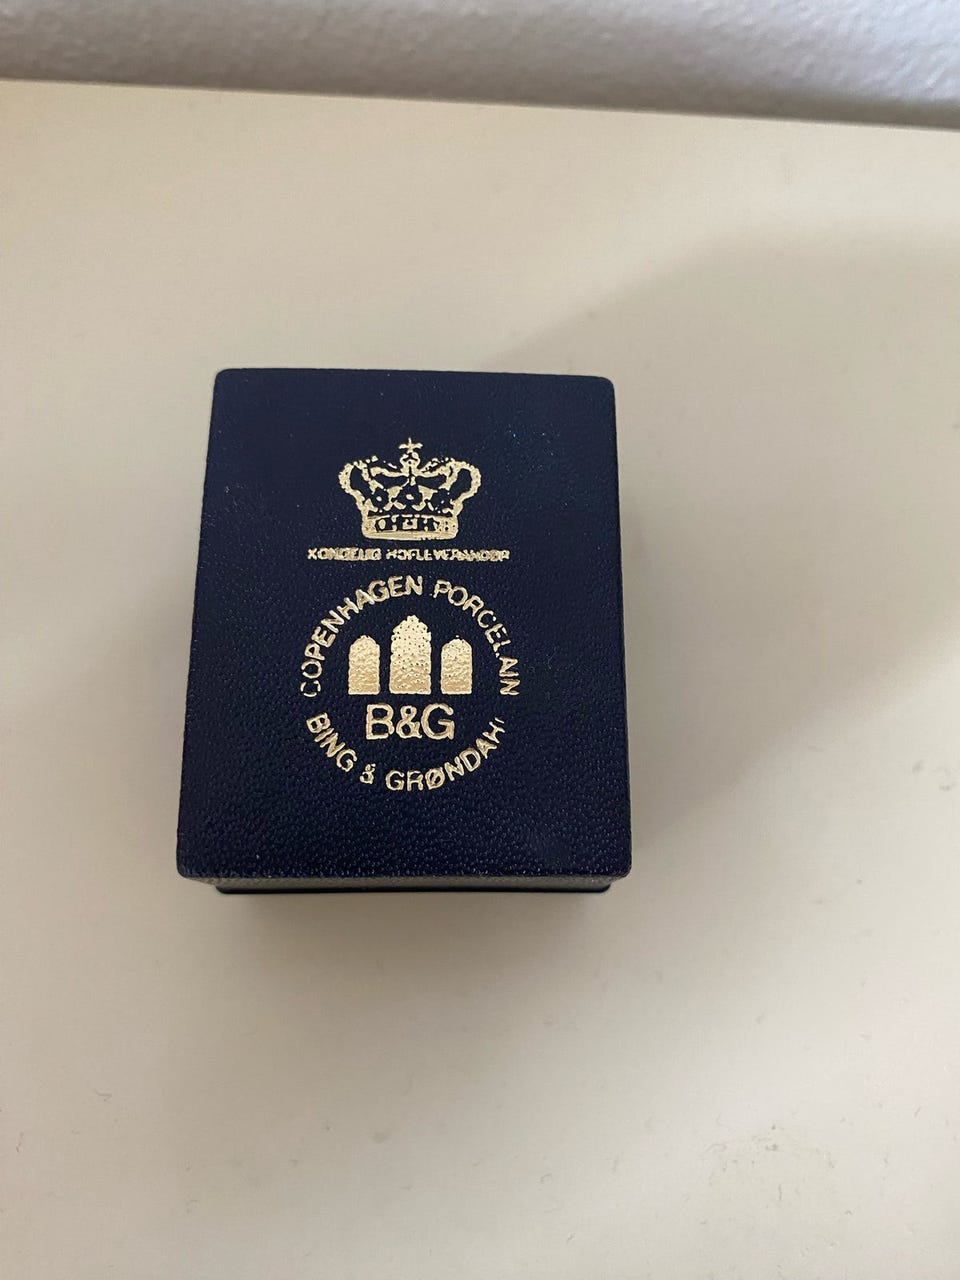 KONGELIG HOFLEVERANDØR
COPENHAGEN PORCELAIN
B&G
BING & GRØNDAHL